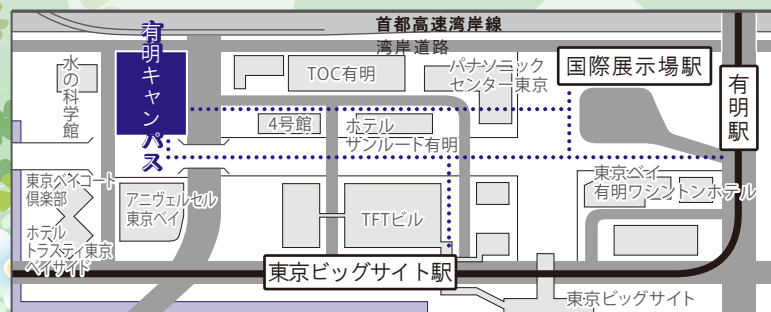 首都高速湾岸線
湾岸道路
有明キャンパス
水の科学館
TOC有明
パナソニック
センター東京
国際展示場駅
有明駅
4号館
ホテル
サンルード有明
東京ベイコート
倶楽部
アニヴェルセル
東京ベイ
TFTビル
東京ベイ
有明ワシントンホテル
ホテル
トラスティ東京
ベイサイド
東京ビッグサイト駅
東京ビッグサイト